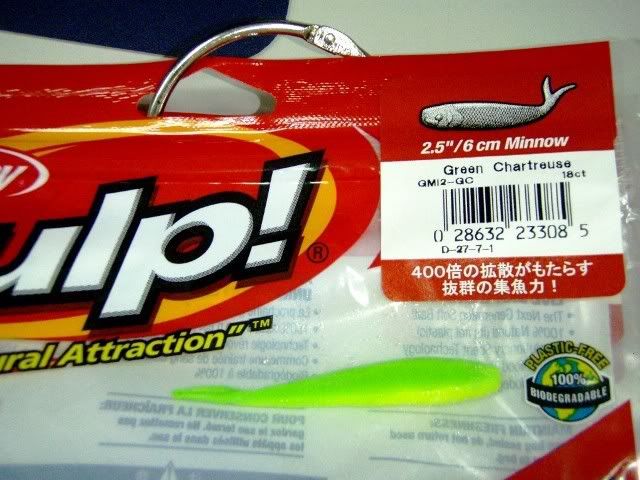 y
ulp!®
ural Attraction"™
2.5"/6 cm Minnow
Green Chartreuse
GMI2-GC 18ct
0 28632 23308 5
D-27-7-1
400倍の拡散がもたらす
抜群の集魚力！
PLASTIC-FREE
100%
BIODEGRADABLE
POUR CONSERVER LA FRAÎCHEUR